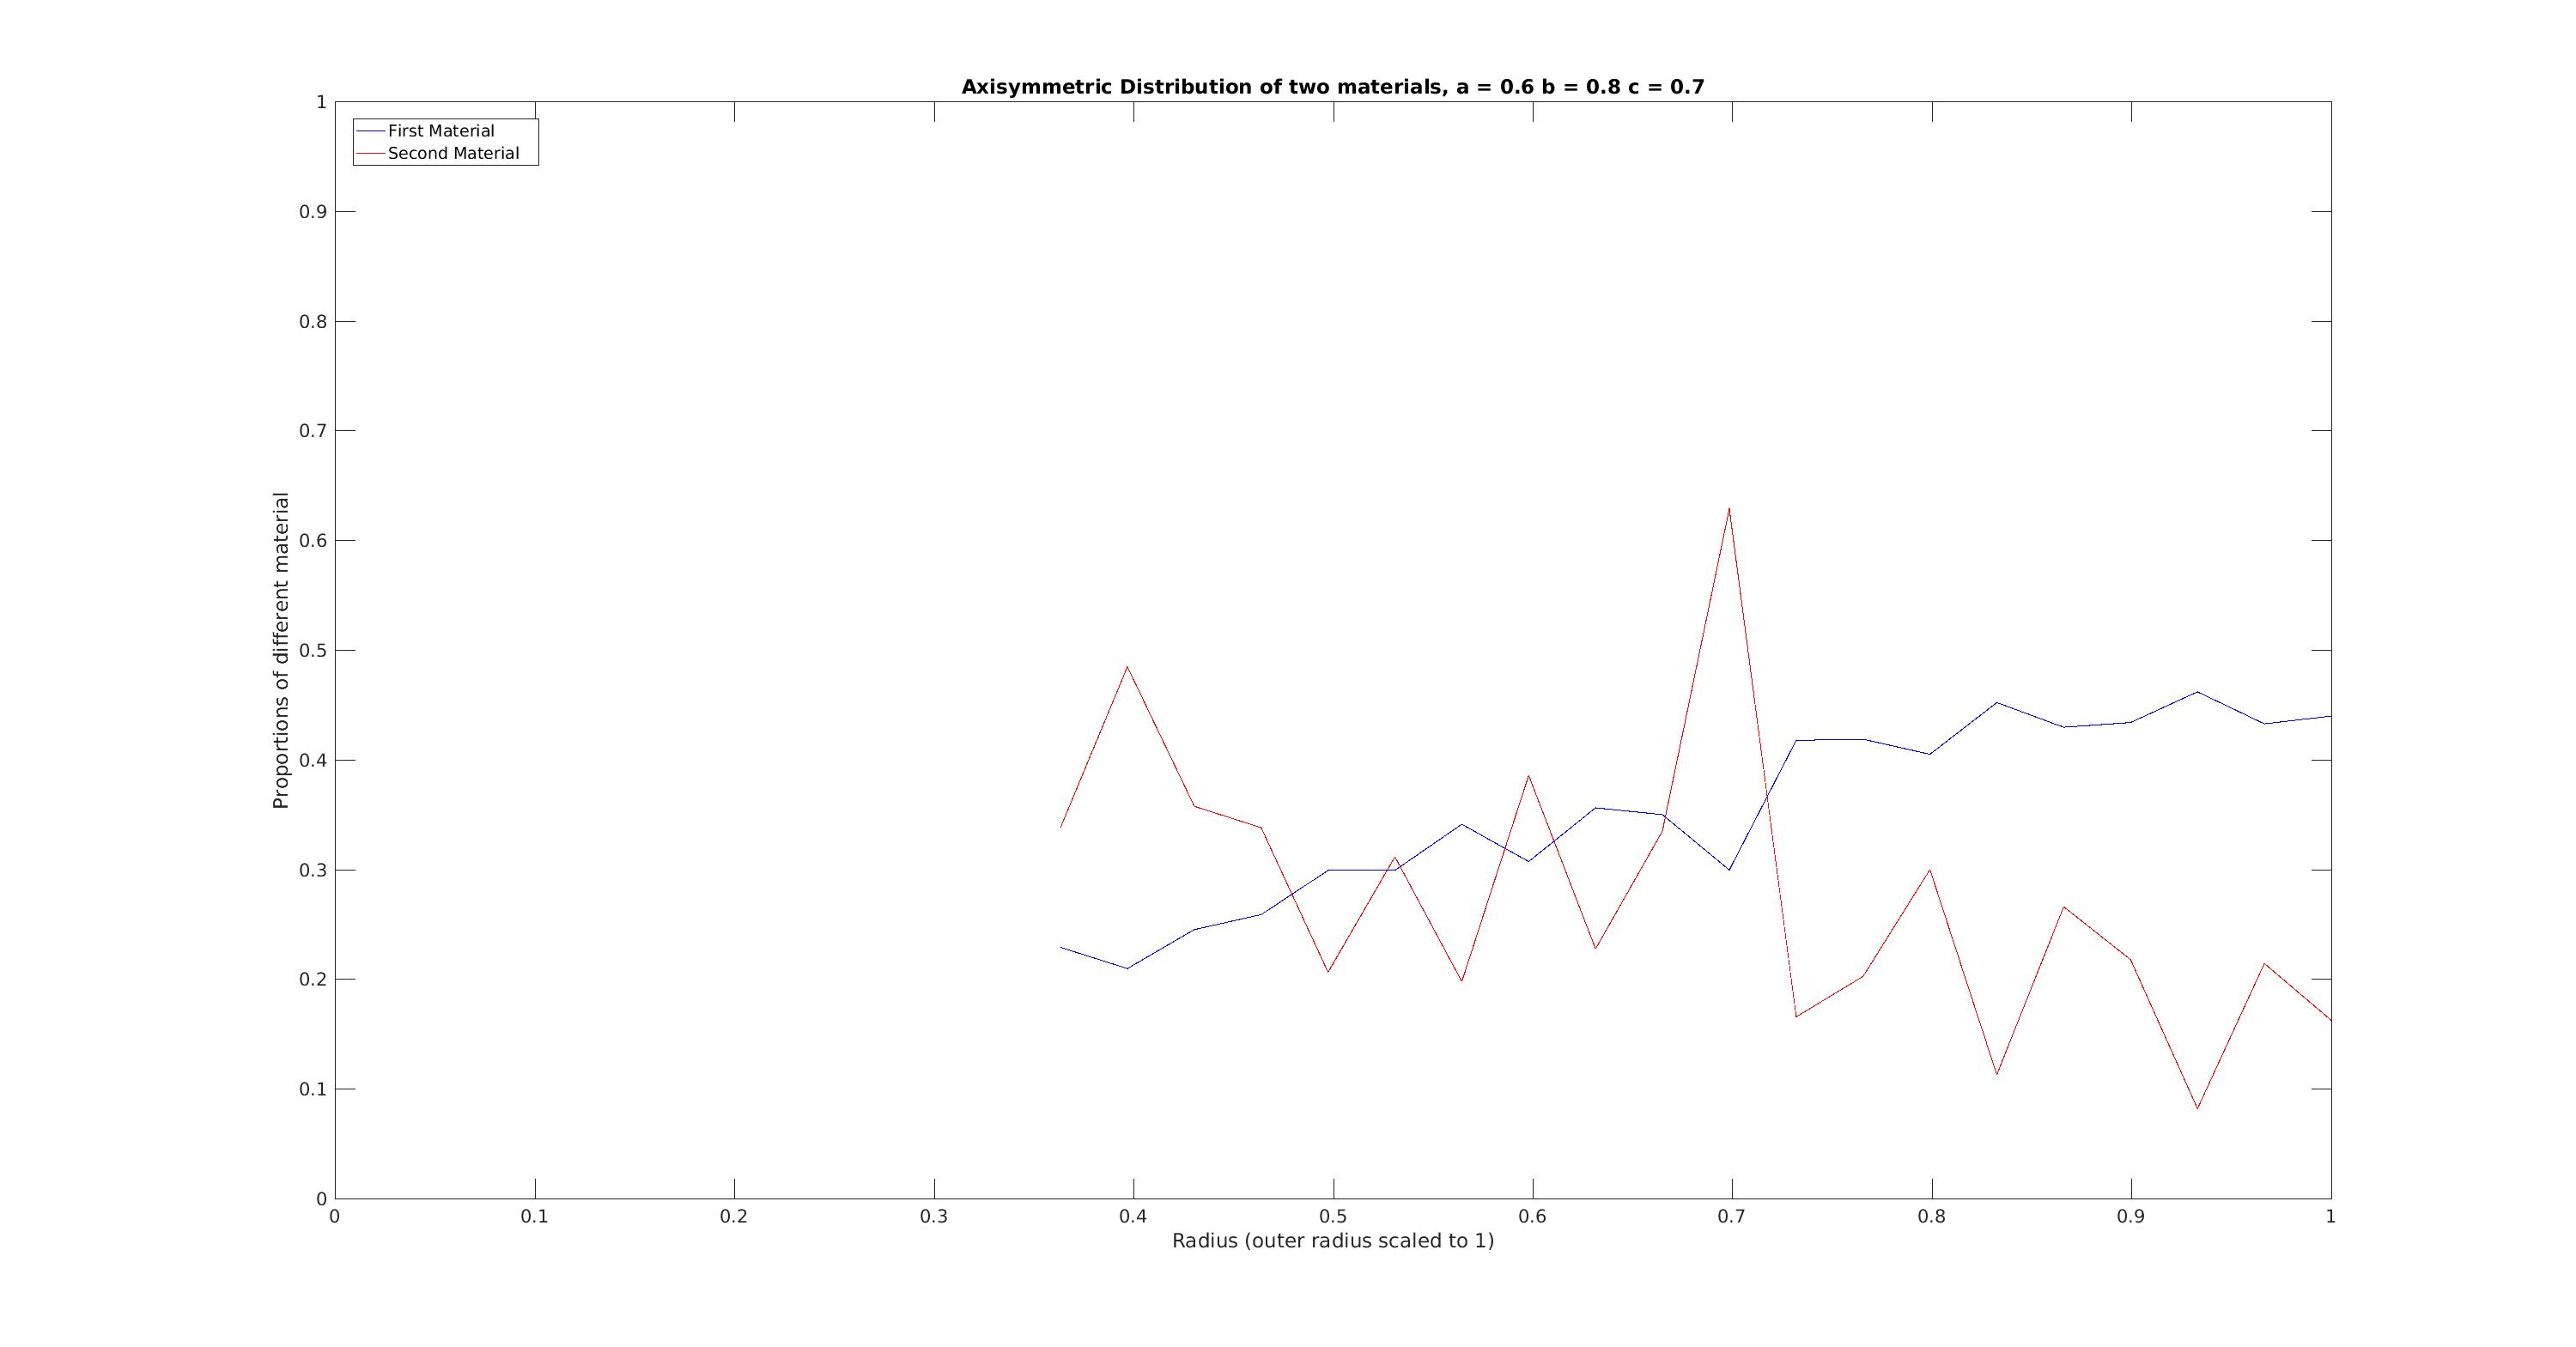 Axisymmetric Distribution of two materials, a = 0.6 b = 0.8 c = 0.7
First Material
Second Material
Proportions of different material
1
0.9
0.8
0.7
0.6
0.5
0.4
0.3
0.2
0.1
0
0 0.1 0.2 0.3 0.4 0.5 0.6 0.7 0.8 0.9 1
Radius (outer radius scaled to 1)